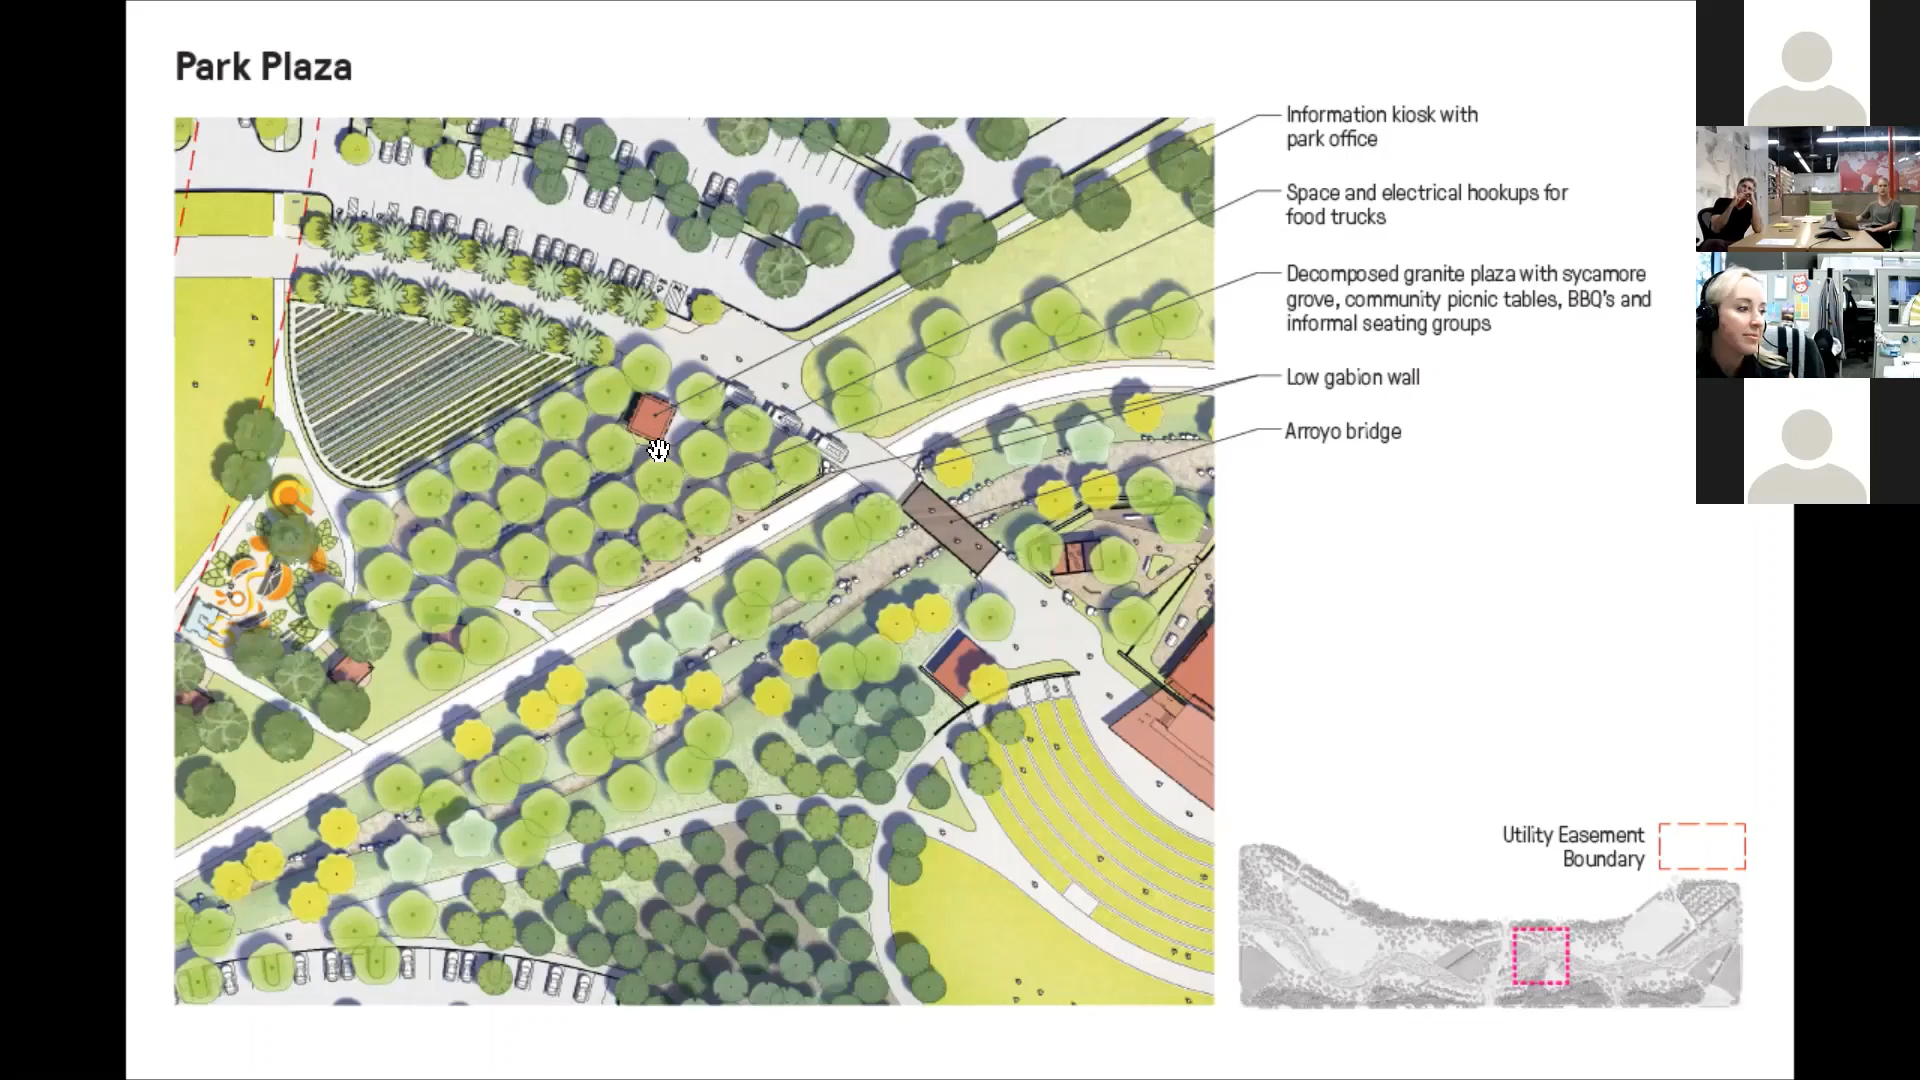 Park Plaza
Information kiosk with
park office
Space and electrical hookups for
food trucks
Decomposed granite plaza with sycamore
grove, community picnic tables, BBQ's and
informal seating groups
Low gabion wall
Arroyo bridge
Utility Easement
Boundary